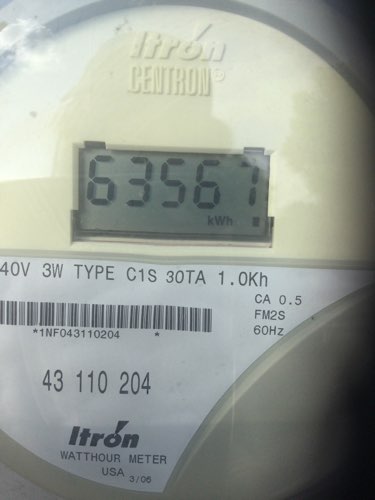 Itron
CENTRON®
63567
kWh
40V 3W TYPE C1S 30TA 1.0Kh
CA 0.5
FM2S
60Hz
*1NF043110204 *
43 110 204
Itron
WATTHOUR METER
USA 3/06